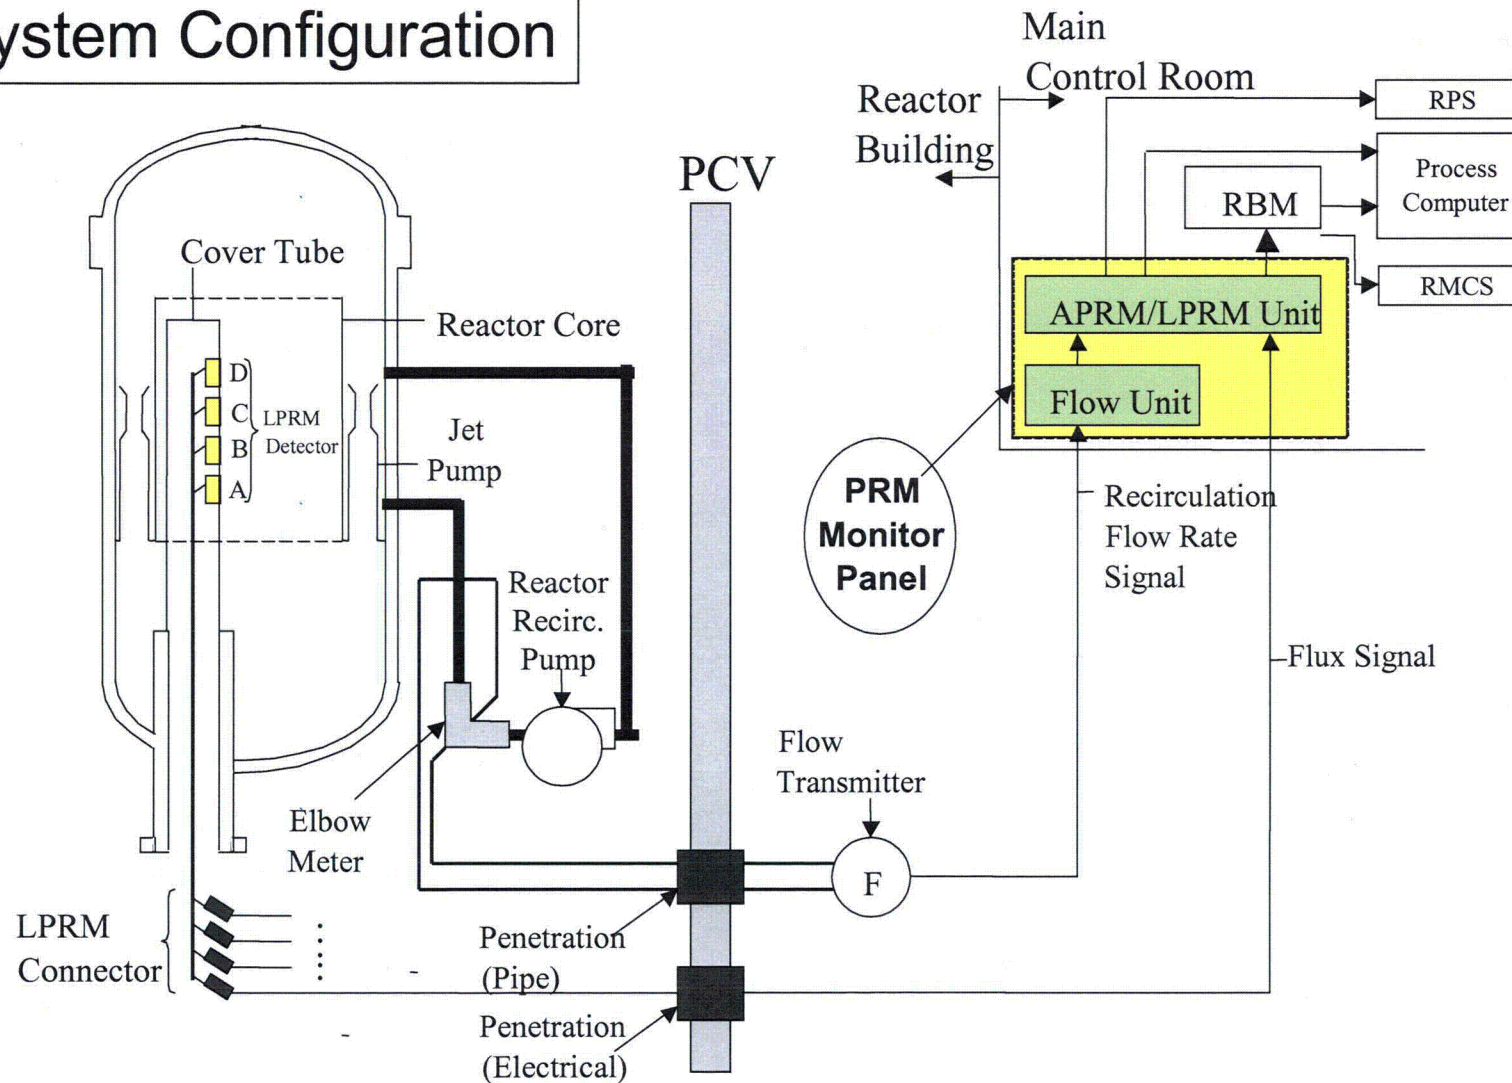 ystem Configuration
Main
Control Room
Reactor
Building
RPS
Process
Computer
RBM
RMCS
PCV
APRM/LPRM Unit
Flow Unit
PRM
Monitor
Panel
Cover Tube
Reactor Core
D
C
B
A
LPRM
Detector
Jet
Pump
Recirculation
Flow Rate
Signal
Reactor
Recirc.
Pump
Flux Signal
Flow
Transmitter
F
Elbow
Meter
LPRM
Connector
Penetration
(Pipe)
Penetration
(Electrical)